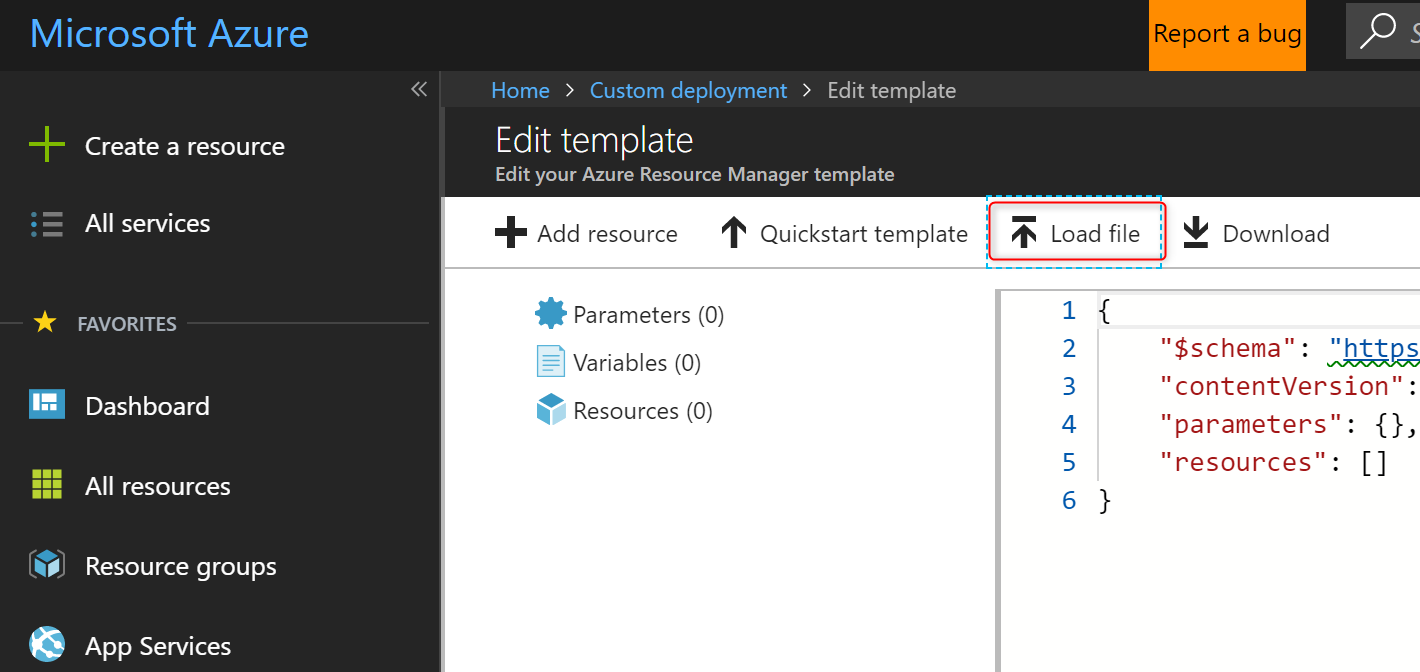 Microsoft Azure
Report a bug
Create a resource
All services
FAVORITES
Dashboard
All resources
Resource groups
App Services
Home > Custom deployment > Edit template
Edit template
Edit your Azure Resource Manager template
Add resource
Quickstart template
Load file
Download
Parameters (0)
Variables (0)
Resources (0)
1 {
2 "$schema": "https
3 "contentVersion":
4 "parameters": {},
5 "resources": []
6 }